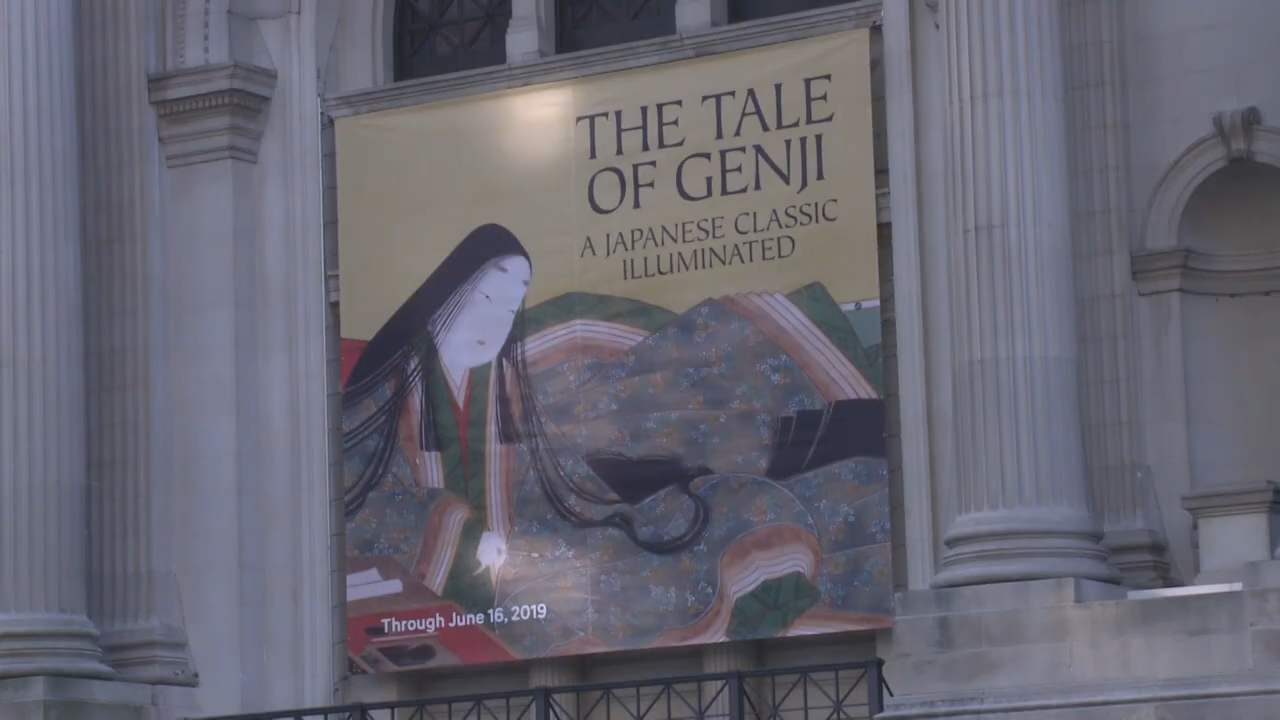 THE TALE
OF GENJI
A JAPANESE CLASSIC
ILLUMINATED
Through June 16, 2019